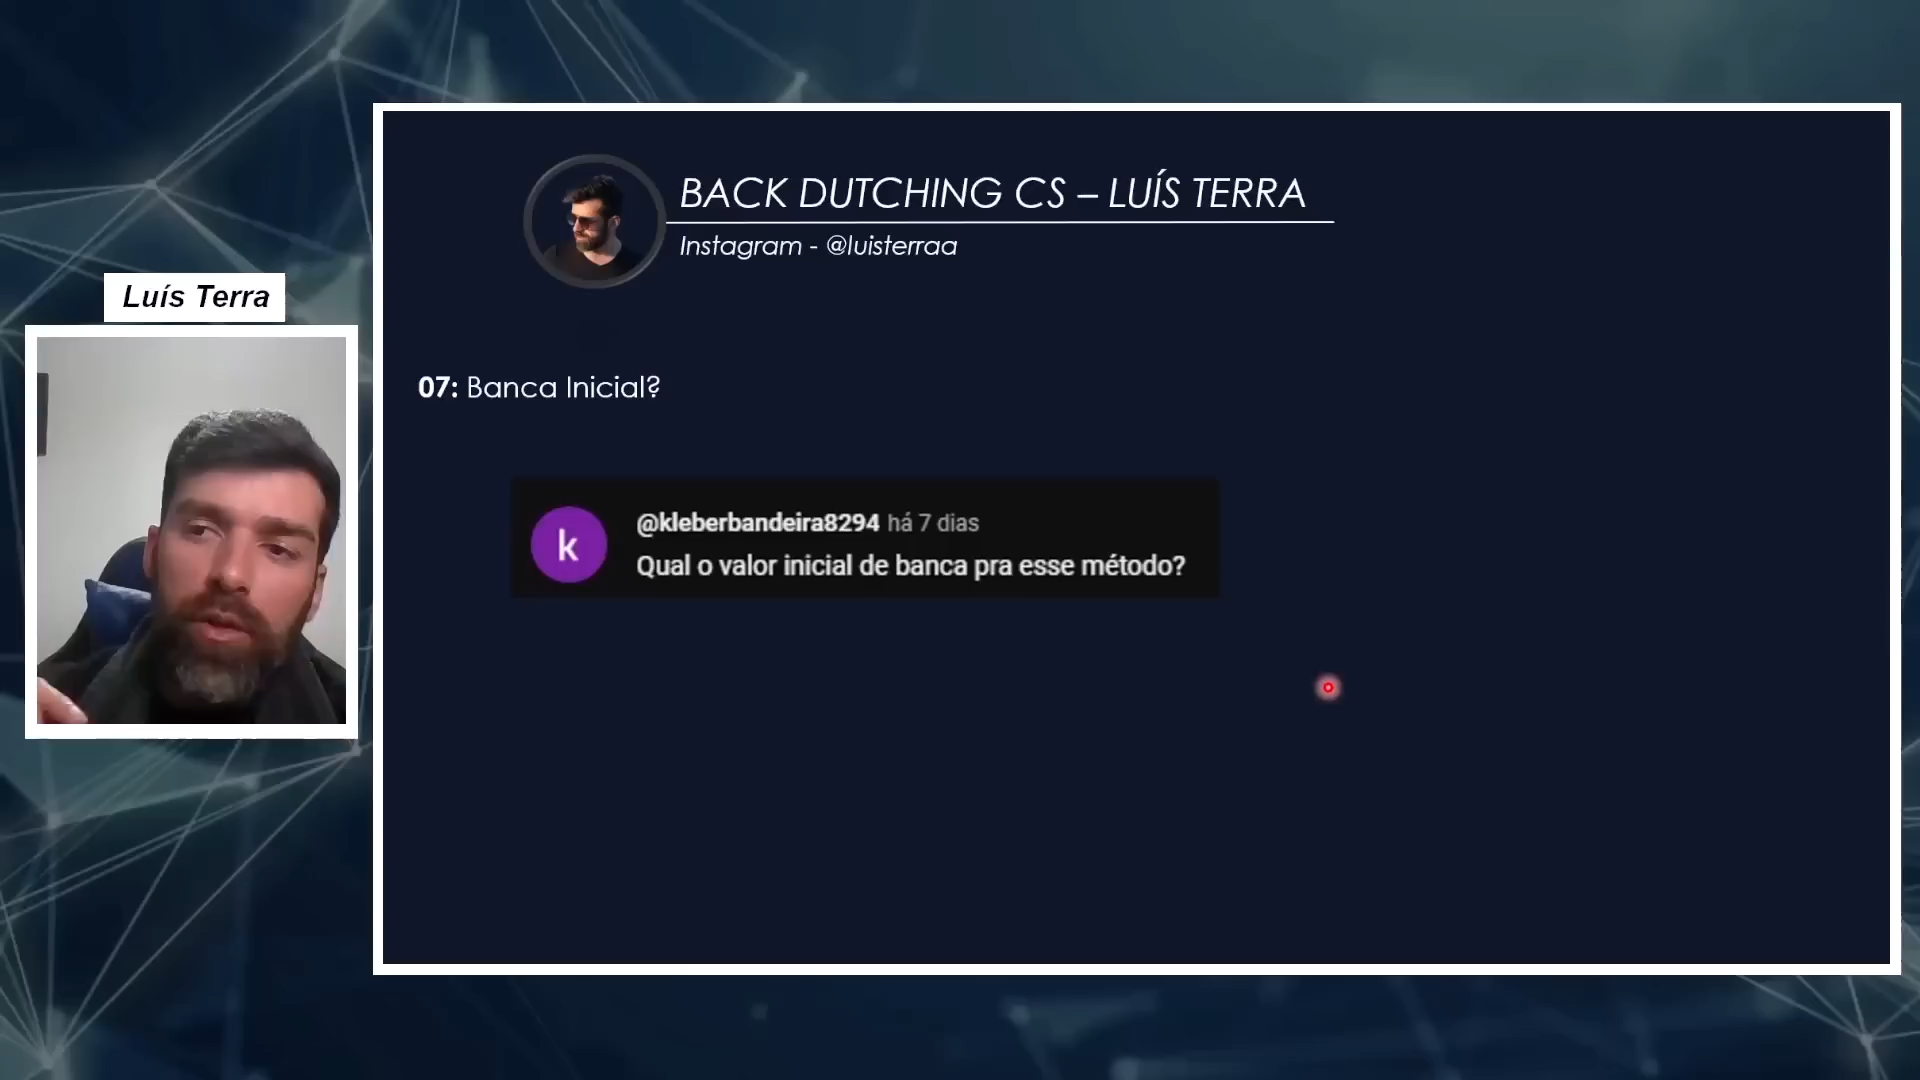 BACK DUTCHING CS – LUÍS TERRA
Instagram - @luisterraa
Luís Terra
07: Banca Inicial?
k
@kleberbandeira8294 há 7 dias
Qual o valor inicial de banca pra esse método?